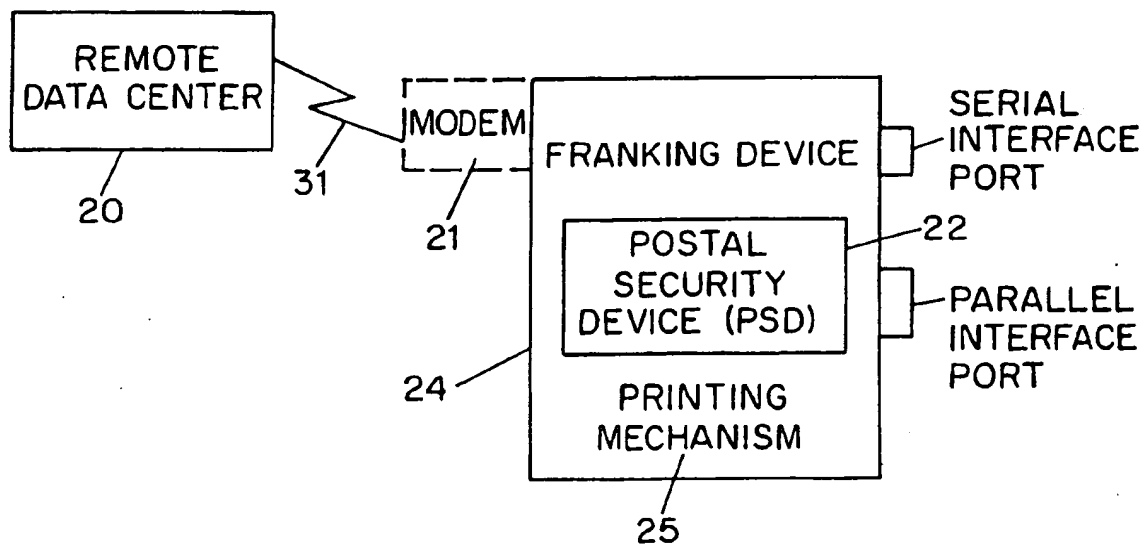 REMOTE
DATA CENTER
20
31
MODEM
21
FRANKING DEVICE
POSTAL
SECURITY
DEVICE (PSD)
22
24
PRINTING
MECHANISM
25
SERIAL
INTERFACE
PORT
PARALLEL
INTERFACE
PORT